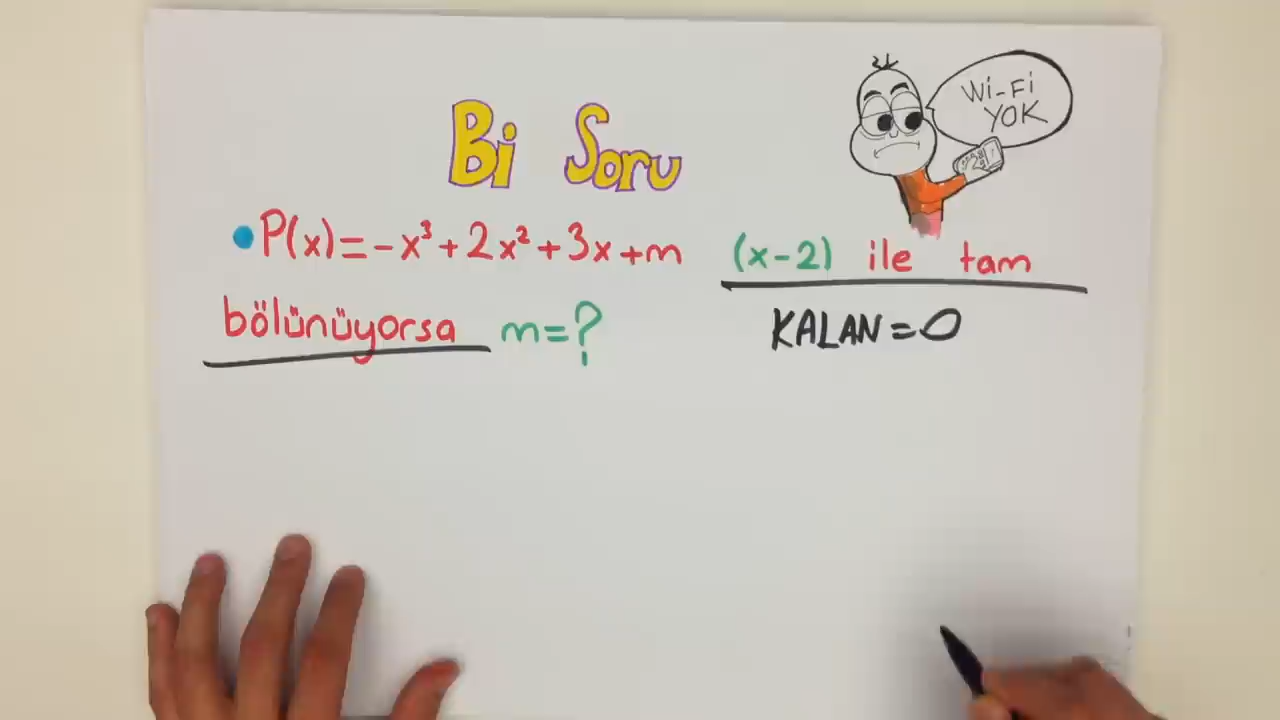 Bi Soru
Wi-Fi
YOK
P(x)=-x³+2x²+3x+m (x-2) ile tam
bölünüyorsa m=?
KALAN=0